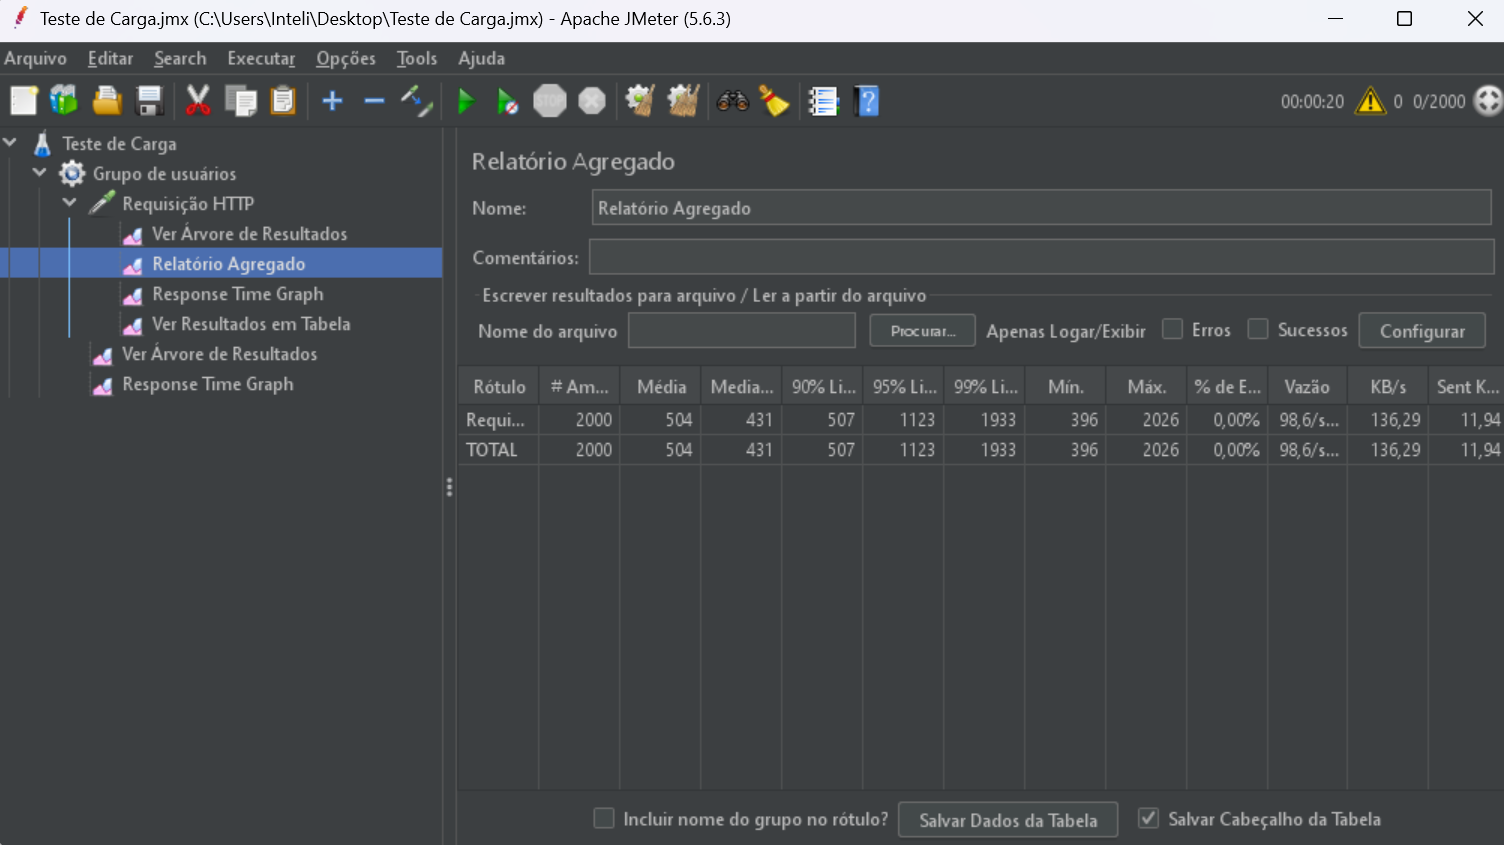 Teste de Carga.jmx (C:\Users\Inteli\Desktop\Teste de Carga.jmx) - Apache JMeter (5.6.3)
Arquivo Editar Search Executar Opções Tools Ajuda
STOP
00:00:20 0 0/2000
Teste de Carga
Grupo de usuários
Requisição HTTP
Ver Árvore de Resultados
Relatório Agregado
Response Time Graph
Ver Resultados em Tabela
Ver Árvore de Resultados
Response Time Graph
Relatório Agregado
Nome: Relatório Agregado
Comentários:
Escrever resultados para arquivo / Ler a partir do arquivo
Nome do arquivo Procurar... Apenas Logar/Exibir Erros Sucessos Configurar
Rótulo # Am... Média Media... 90% Li... 95% Li... 99% Li... Mín. Máx. % de E... Vazão KB/s Sent K...
Requi... 2000 504 431 507 1123 1933 396 2026 0,00% 98,6/s... 136,29 11,94
TOTAL 2000 504 431 507 1123 1933 396 2026 0,00% 98,6/s... 136,29 11,94
Incluir nome do grupo no rótulo? Salvar Dados da Tabela Salvar Cabeçalho da Tabela